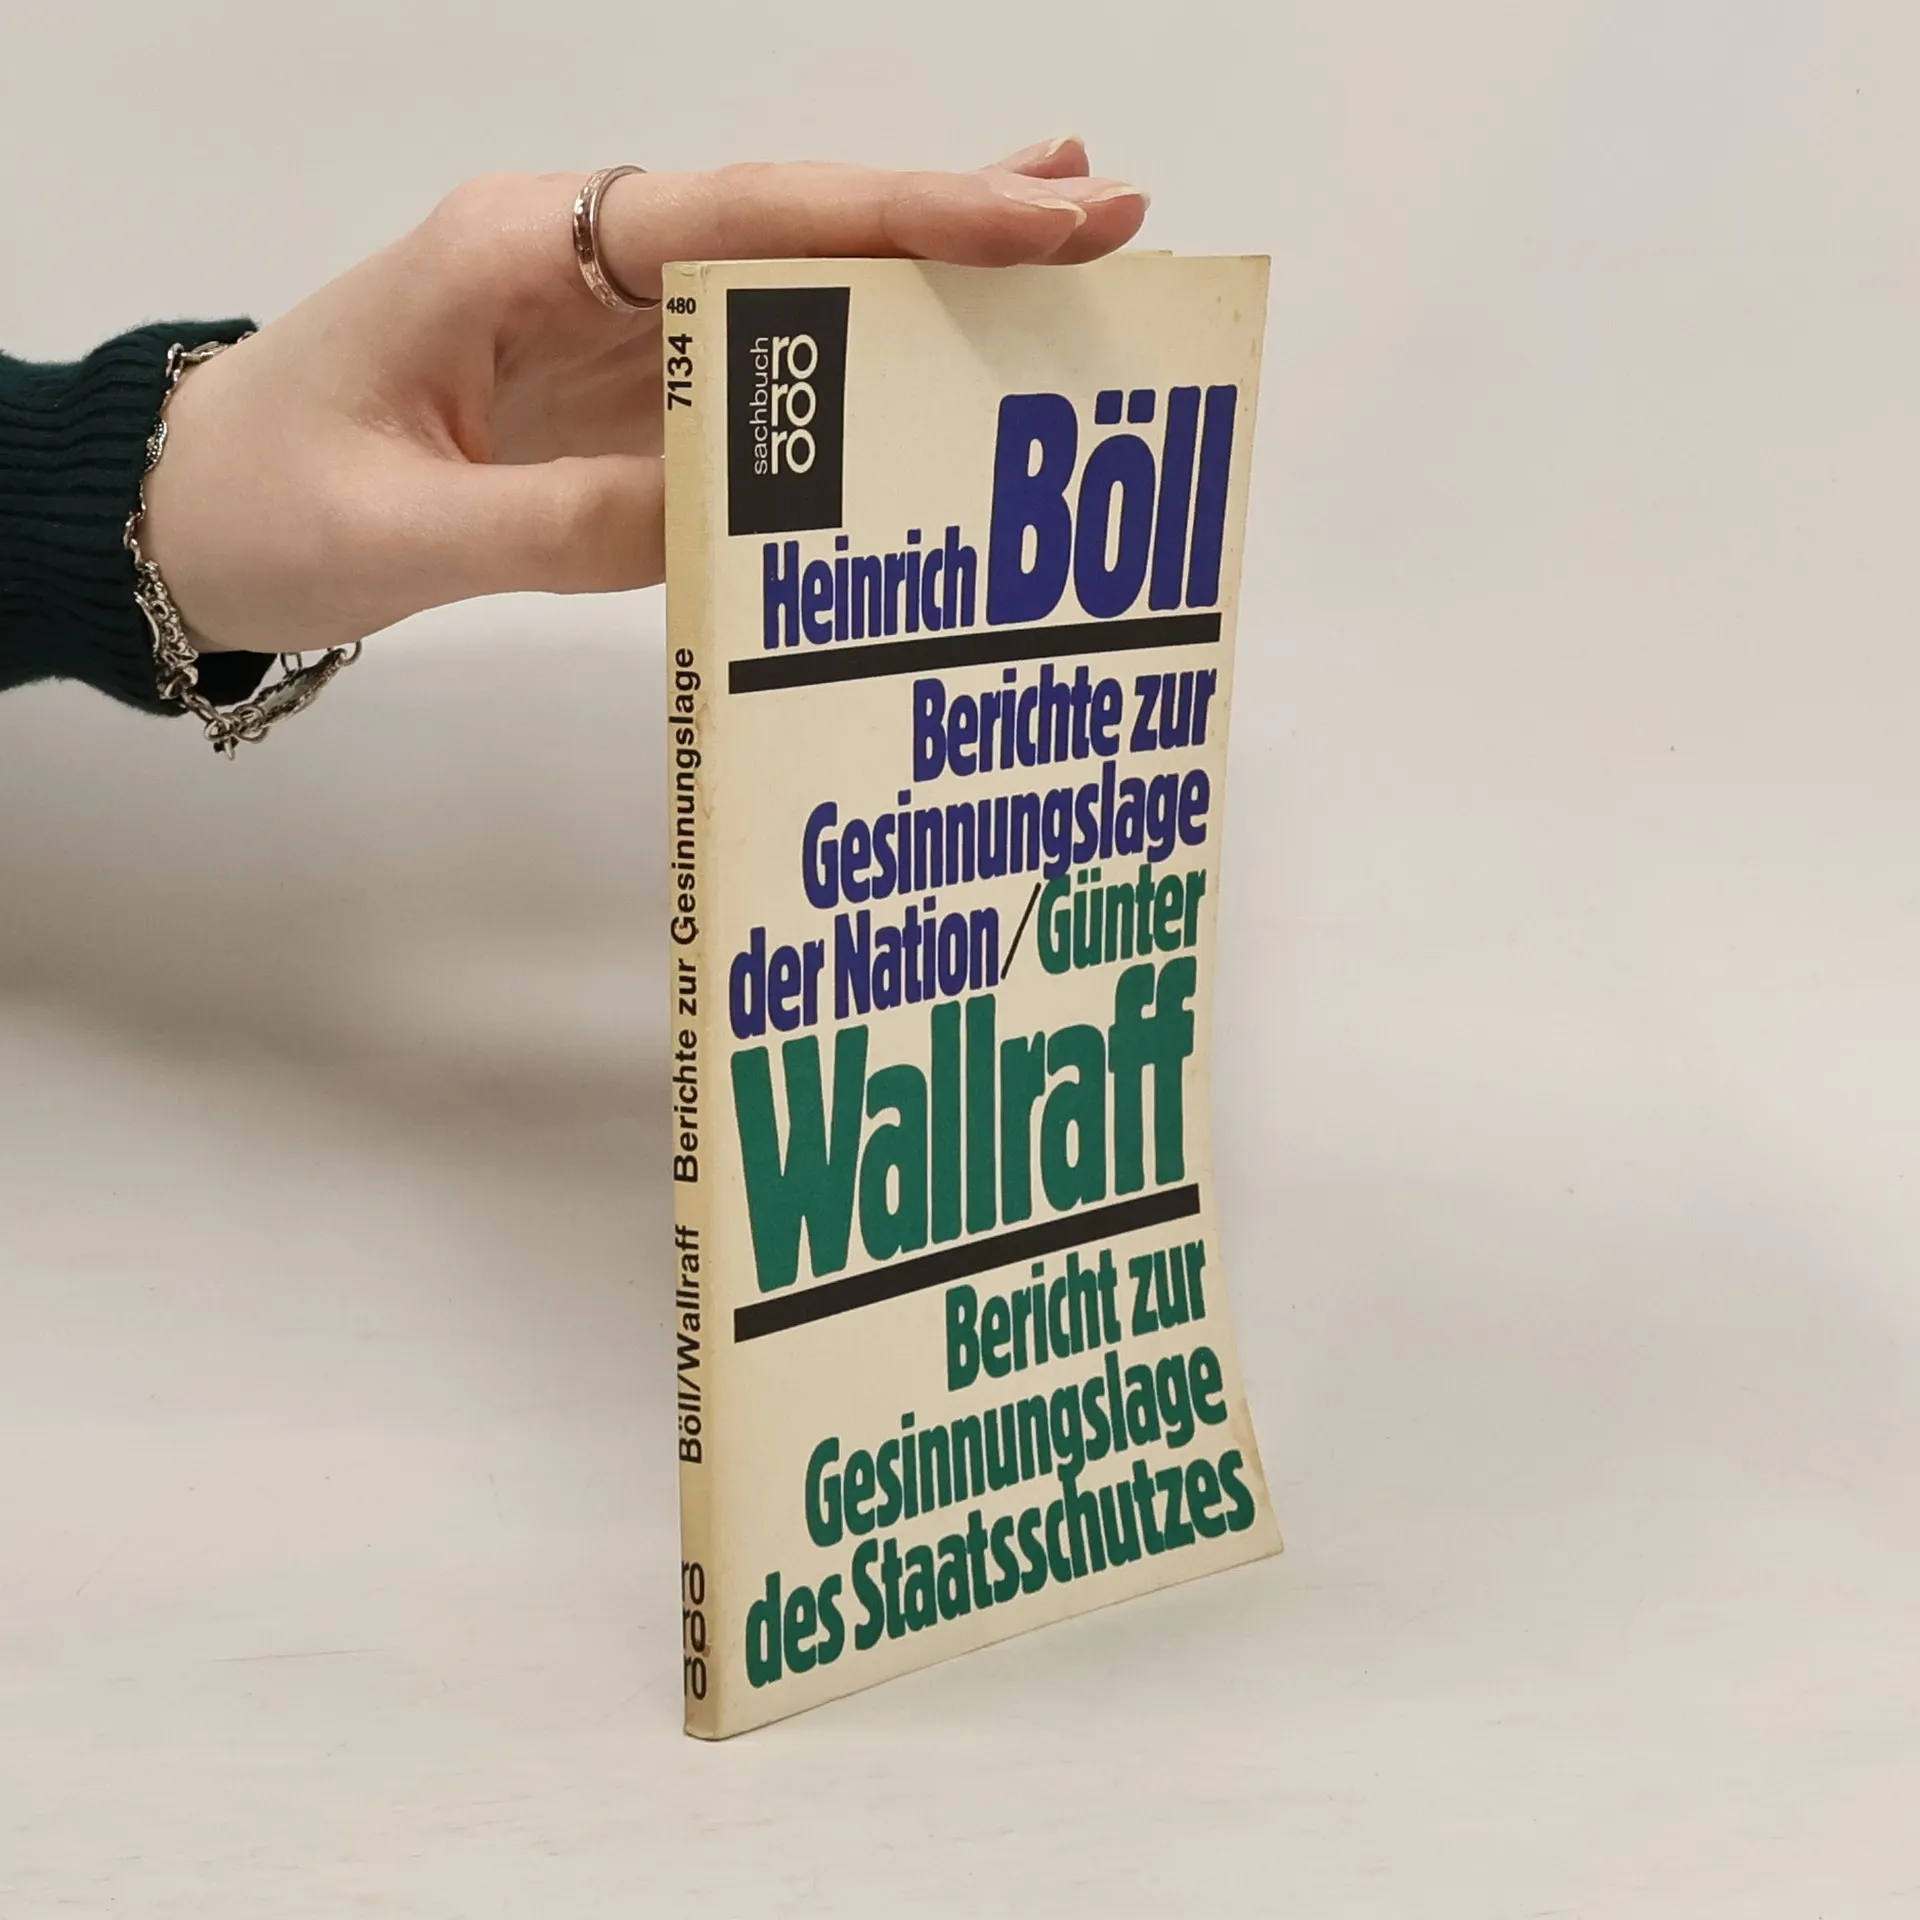 480
7134
Berichte zur Gesinnungslage
Böll/Wallraff
ro
ro
ro
sachbuch
ro
ro
ro
Heinrich Böll
Berichte zur
Gesinnungslage
der Nation/Günter
Wallraff
Bericht zur
Gesinnungslage
des Staatsschutzes